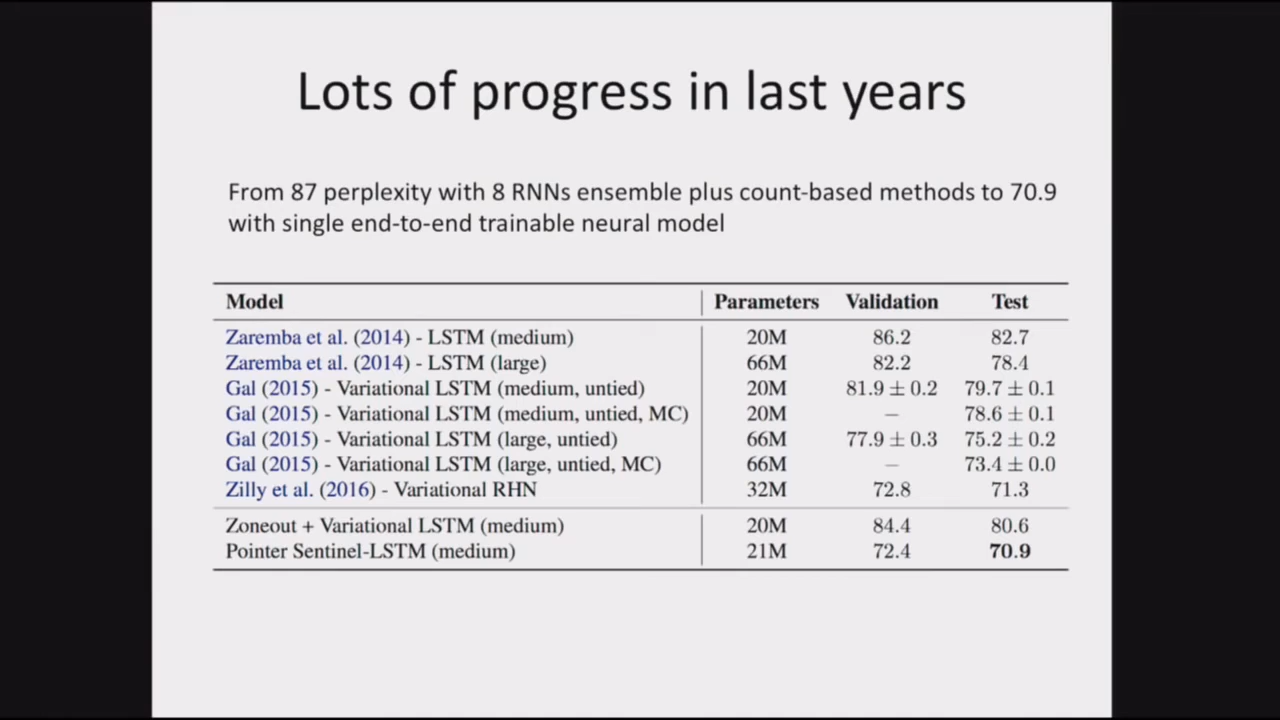 Lots of progress in last years
From 87 perplexity with 8 RNNs ensemble plus count-based methods to 70.9
with single end-to-end trainable neural model
Model Parameters Validation Test
Zaremba et al. (2014) - LSTM (medium) 20M 86.2 82.7
Zaremba et al. (2014) - LSTM (large) 66M 82.2 78.4
Gal (2015) - Variational LSTM (medium, untied) 20M 81.9 ± 0.2 79.7 ± 0.1
Gal (2015) - Variational LSTM (medium, untied, MC) 20M – 78.6 ± 0.1
Gal (2015) - Variational LSTM (large, untied) 66M 77.9 ± 0.3 75.2 ± 0.2
Gal (2015) - Variational LSTM (large, untied, MC) 66M – 73.4 ± 0.0
Zilly et al. (2016) - Variational RHN 32M 72.8 71.3
Zoneout + Variational LSTM (medium) 20M 84.4 80.6
Pointer Sentinel-LSTM (medium) 21M 72.4 70.9